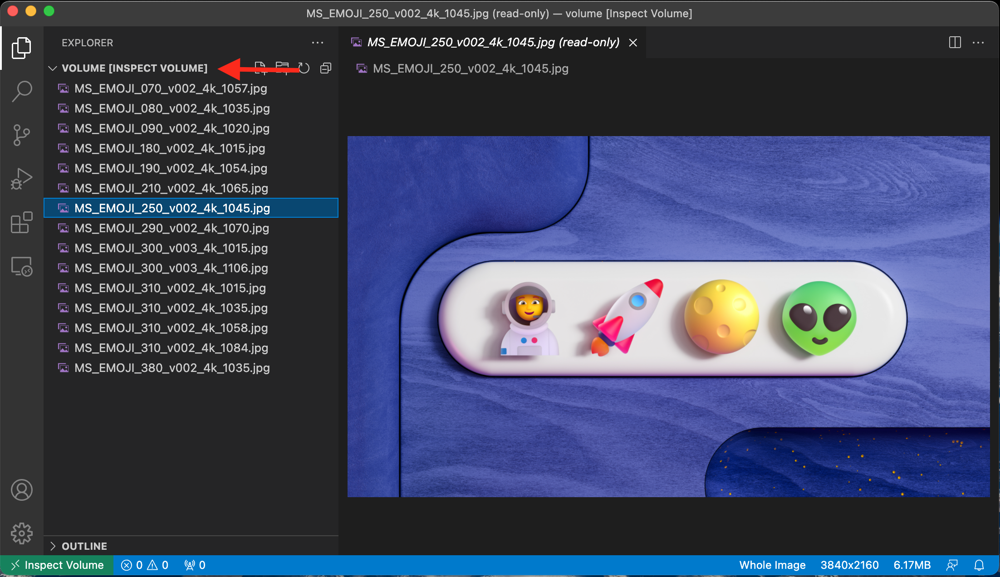 MS_EMOJI_250_v002_4k_1045.jpg (read-only) — volume [Inspect Volume]
EXPLORER
VOLUME [INSPECT VOLUME]
MS_EMOJI_070_v002_4k_1057.jpg
MS_EMOJI_080_v002_4k_1035.jpg
MS_EMOJI_090_v002_4k_1020.jpg
MS_EMOJI_180_v002_4k_1015.jpg
MS_EMOJI_190_v002_4k_1054.jpg
MS_EMOJI_210_v002_4k_1065.jpg
MS_EMOJI_250_v002_4k_1045.jpg
MS_EMOJI_290_v002_4k_1070.jpg
MS_EMOJI_300_v003_4k_1015.jpg
MS_EMOJI_300_v003_4k_1106.jpg
MS_EMOJI_310_v002_4k_1015.jpg
MS_EMOJI_310_v002_4k_1035.jpg
MS_EMOJI_310_v002_4k_1058.jpg
MS_EMOJI_310_v002_4k_1084.jpg
MS_EMOJI_380_v002_4k_1035.jpg
OUTLINE
MS_EMOJI_250_v002_4k_1045.jpg (read-only)
MS_EMOJI_250_v002_4k_1045.jpg
Inspect Volume 0 0 0 Whole Image 3840x2160 6.17MB